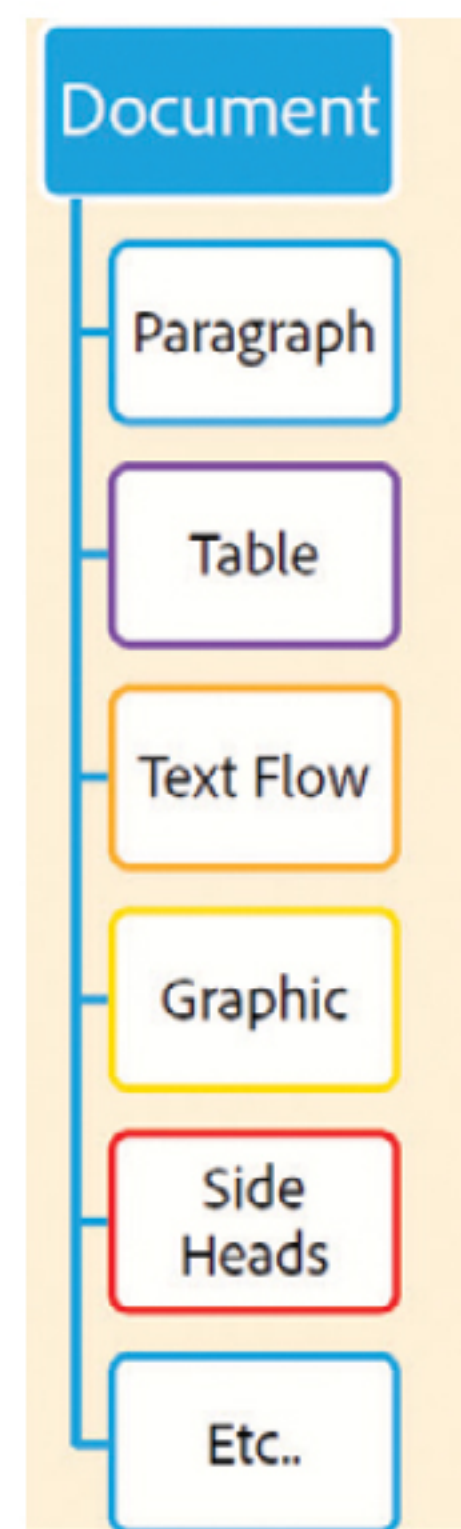 Document
Paragraph
Table
Text Flow
Graphic
Side
Heads
Etc..